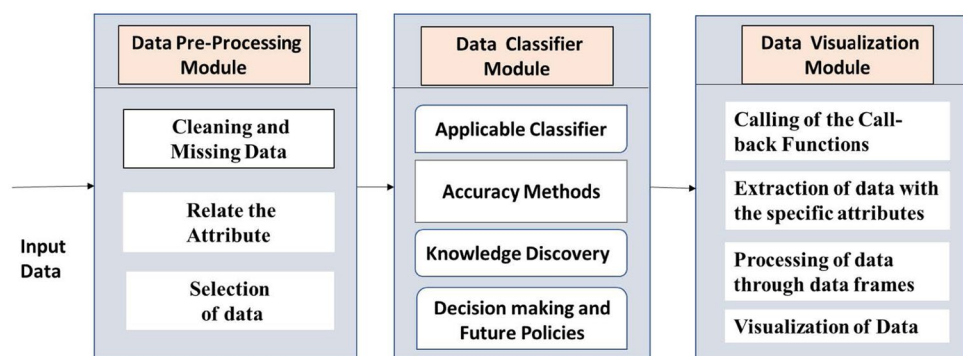 Input
Data
Data Pre-Processing
Module
Cleaning and
Missing Data
Relate the
Attribute
Selection
of data
Data Classifier
Module
Applicable Classifier
Accuracy Methods
Knowledge Discovery
Decision making and
Future Policies
Data Visualization
Module
Calling of the Call-
back Functions
Extraction of data with
the specific attributes
Processing of data
through data frames
Visualization of Data